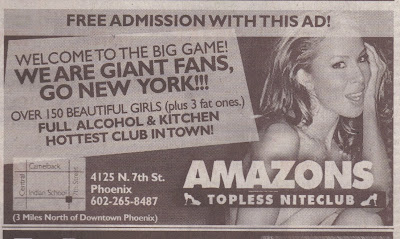 FREE ADMISSION WITH THIS AD!
WELCOME TO THE BIG GAME!
WE ARE GIANT FANS,
GO NEW YORK!!!
OVER 150 BEAUTIFUL GIRLS (plus 3 fat ones.)
FULL ALCOHOL & KITCHEN
HOTTEST CLUB IN TOWN!
Camelback
Central
7th Street
Indian School
4125 N. 7th St.
Phoenix
602-265-8487
(3 Miles North of Downtown Phoenix)
AMAZONS
TOPLESS NITECLUB